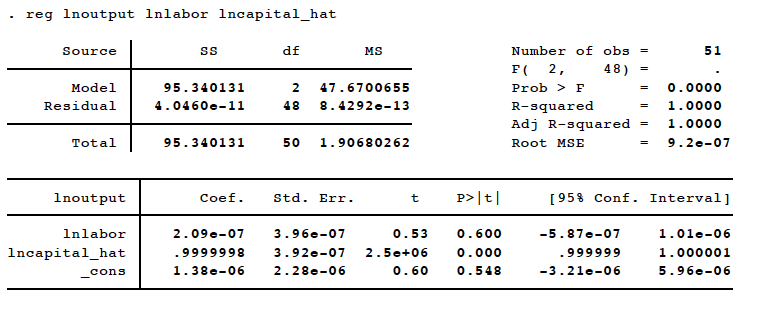 . reg lnoutput lnlabor lncapital_hat
Source SS df MS Number of obs = 51
F( 2, 48) = .
Model 95.340131 2 47.6700655 Prob > F = 0.0000
Residual 4.0460e-11 48 8.4292e-13 R-squared = 1.0000
Adj R-squared = 1.0000
Total 95.340131 50 1.90680262 Root MSE = 9.2e-07
lnoutput Coef. Std. Err. t P>|t| [95% Conf. Interval]
lnlabor 2.09e-07 3.96e-07 0.53 0.600 -5.87e-07 1.01e-06
lncapital_hat .9999998 3.92e-07 2.5e+06 0.000 .999999 1.000001
_cons 1.38e-06 2.28e-06 0.60 0.548 -3.21e-06 5.96e-06